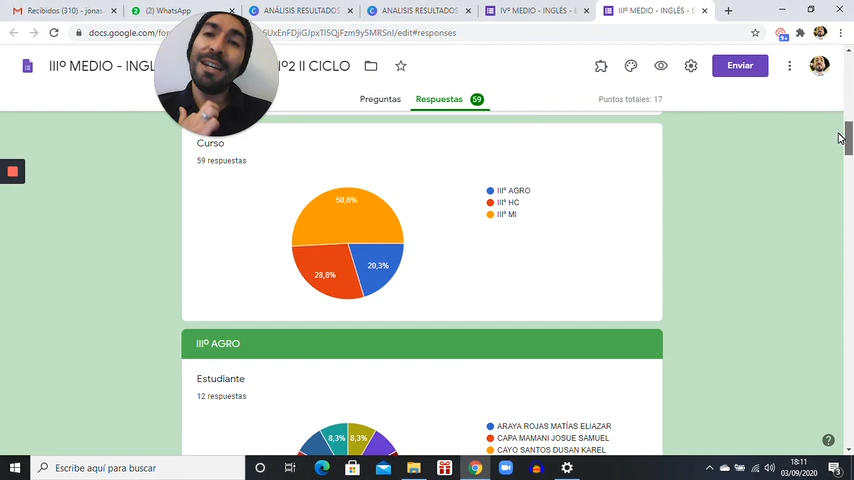 Recibidos (310) - jonas
(2) WhatsApp
ANÁLISIS RESULTADOS
ANALISIS RESULTADOS
IVº MEDIO - INGLÉS - E
IIIº MEDIO - INGLÉS - E
docs.google.com/for
/edit#responses
IIIº MEDIO - INGL
Nº2 II CICLO
Enviar
Preguntas
Respuestas 59
Puntos totales: 17
Curso
59 respuestas
50,8%
28,8%
20,3%
IIIº AGRO
IIIº HC
IIIº MI
IIIº AGRO
Estudiante
12 respuestas
8,3%
8,3%
ARAYA ROJAS MATÍAS ELIAZAR
CAPA MAMANI JOSUE SAMUEL
CAYO SANTOS DUSAN KAREL
Escribe aquí para buscar
18:11
03/09/2020
3